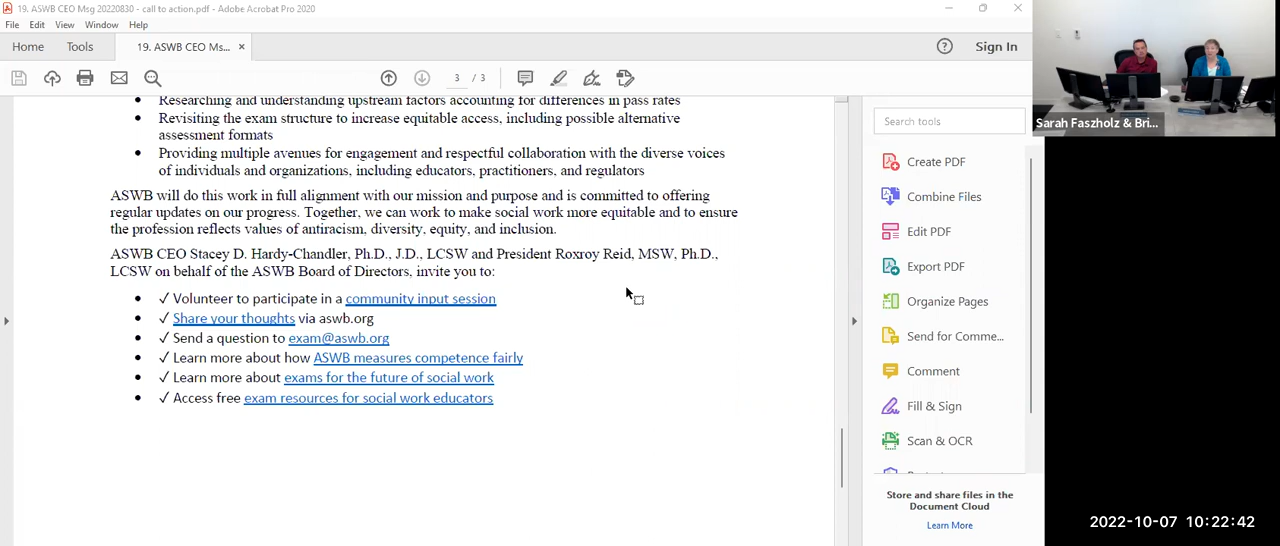 19. ASWB CEO Msg 20220830 - call to action.pdf - Adobe Acrobat Pro 2020
File Edit View Window Help
Home Tools 19. ASWB CEO Ms... × Sign In
3 / 3
• Researching and understanding upstream factors accounting for differences in pass rates
• Revisiting the exam structure to increase equitable access, including possible alternative
assessment formats
• Providing multiple avenues for engagement and respectful collaboration with the diverse voices
of individuals and organizations, including educators, practitioners, and regulators
ASWB will do this work in full alignment with our mission and purpose and is committed to offering
regular updates on our progress. Together, we can work to make social work more equitable and to ensure
the profession reflects values of antiracism, diversity, equity, and inclusion.
ASWB CEO Stacey D. Hardy-Chandler, Ph.D., J.D., LCSW and President Roxroy Reid, MSW, Ph.D.,
LCSW on behalf of the ASWB Board of Directors, invite you to:
• ✓ Volunteer to participate in a community input session
• ✓ Share your thoughts via aswb.org
• ✓ Send a question to exam@aswb.org
• ✓ Learn more about how ASWB measures competence fairly
• ✓ Learn more about exams for the future of social work
• ✓ Access free exam resources for social work educators
Search tools
Create PDF
Combine Files
Edit PDF
Export PDF
Organize Pages
Send for Comme...
Comment
Fill & Sign
Scan & OCR
Store and share files in the
Document Cloud
Learn More
Sarah Faszholz & Bri...
2022-10-07 10:22:42